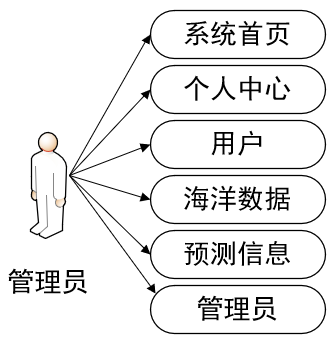 系统首页
个人中心
用户
海洋数据
预测信息
管理员
管理员